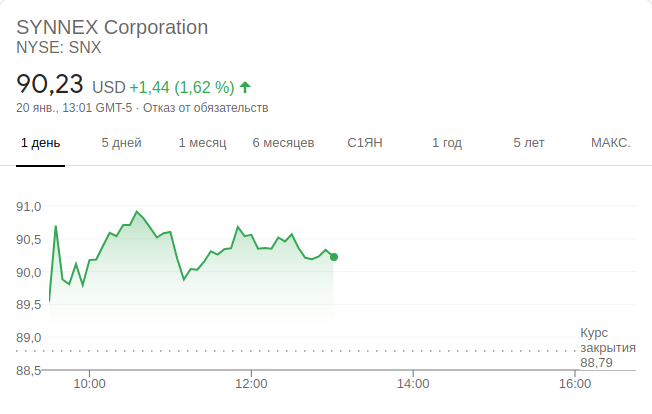 SYNNEX Corporation
NYSE: SNX
90,23 USD +1,44 (1,62 %)
20 янв., 13:01 GMT-5 · Отказ от обязательств
1 день 5 дней 1 месяц 6 месяцев С1ЯН 1 год 5 лет МАКС.
91,0
90,5
90,0
89,5
89,0
88,5
Курс
закрытия
88,79
10:00 12:00 14:00 16:00